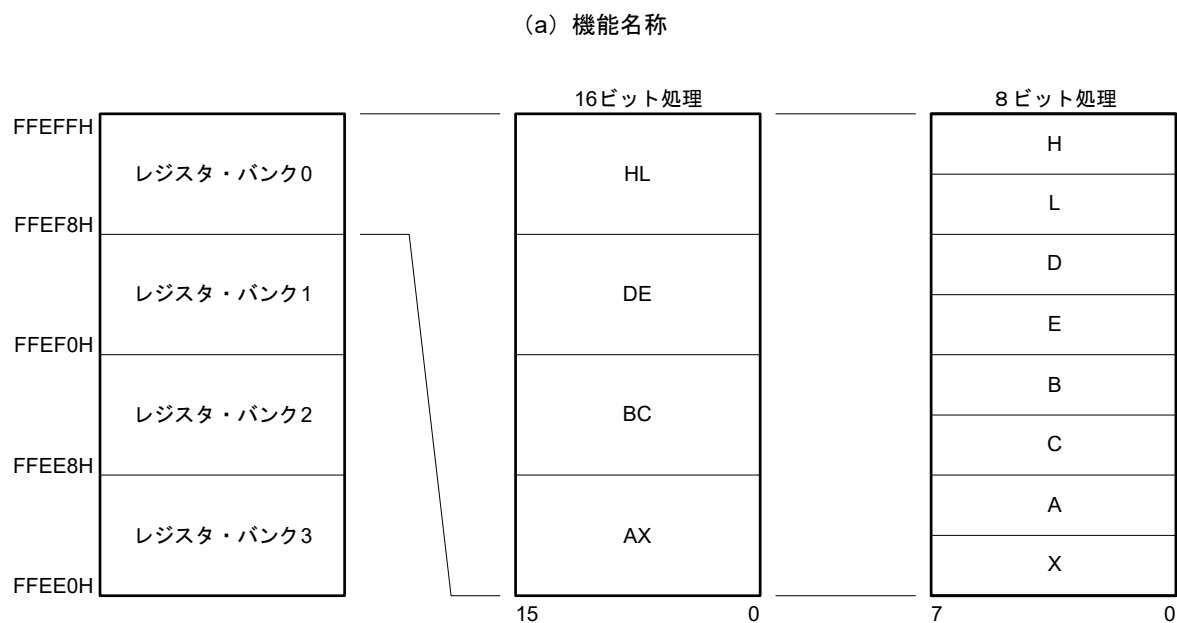 （a）機能名称
16ビット処理
８ビット処理
FFEFFH
レジスタ・バンク0
HL
H
L
FFEF8H
レジスタ・バンク1
DE
D
E
FFEF0H
レジスタ・バンク2
BC
B
C
FFEE8H
レジスタ・バンク3
AX
A
X
FFEE0H
15
0
7
0